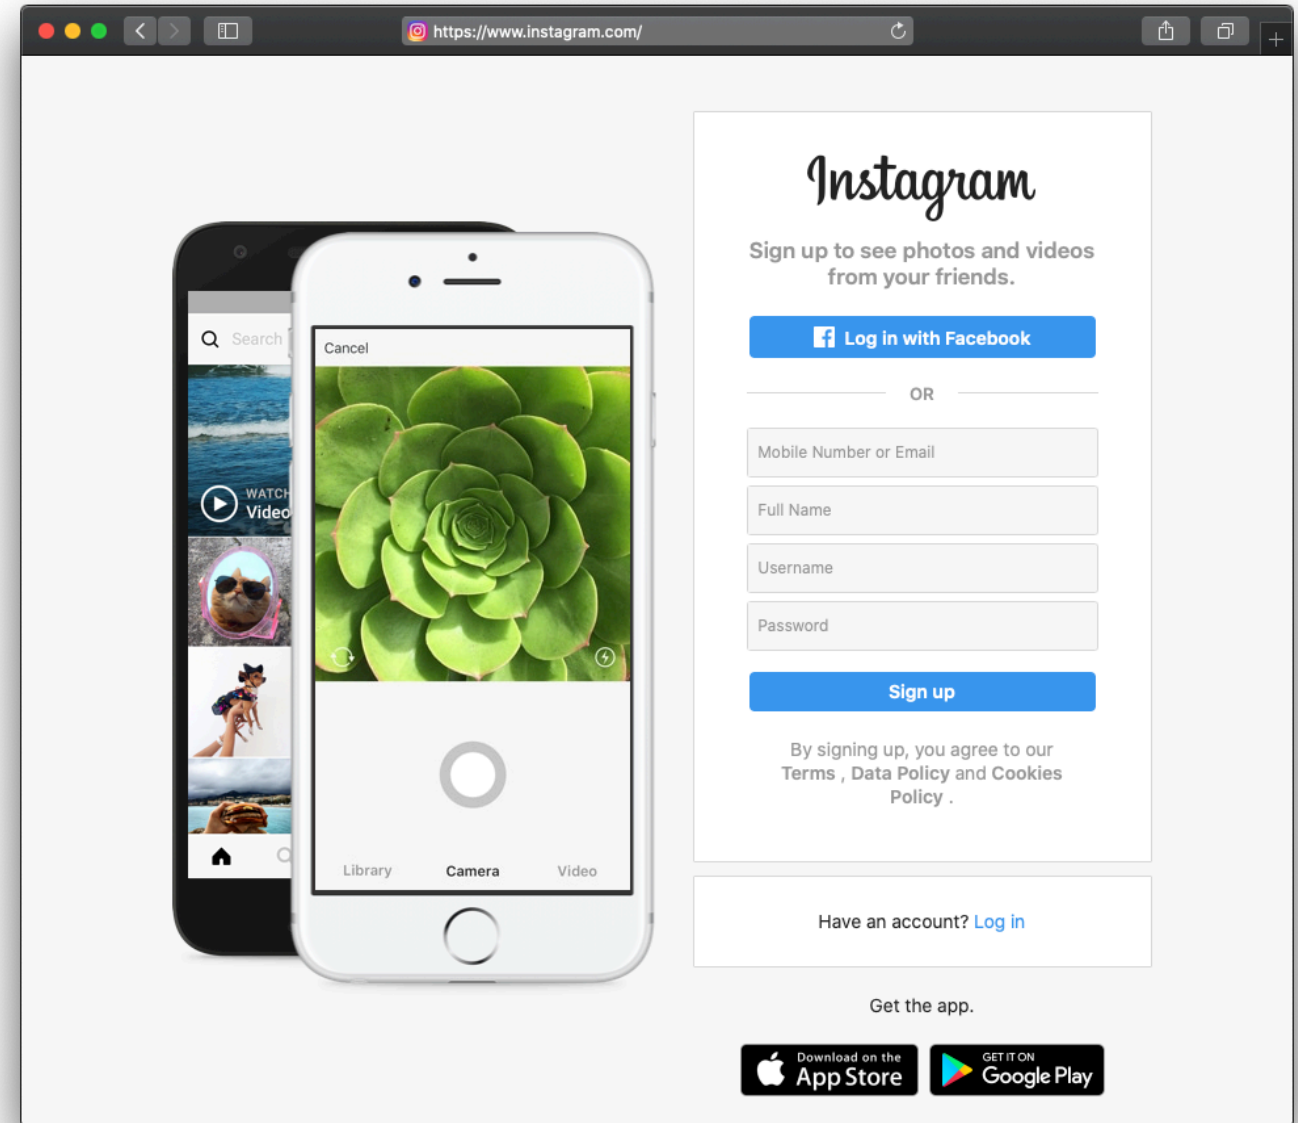 https://www.instagram.com/
Instagram
Sign up to see photos and videos
from your friends.
Log in with Facebook
OR
Mobile Number or Email
Full Name
Username
Password
Sign up
By signing up, you agree to our
Terms , Data Policy and Cookies
Policy .
Have an account? Log in
Get the app.
Download on the
App Store
GET IT ON
Google Play
Search
WATCH
Video
Cancel
Library
Camera
Video